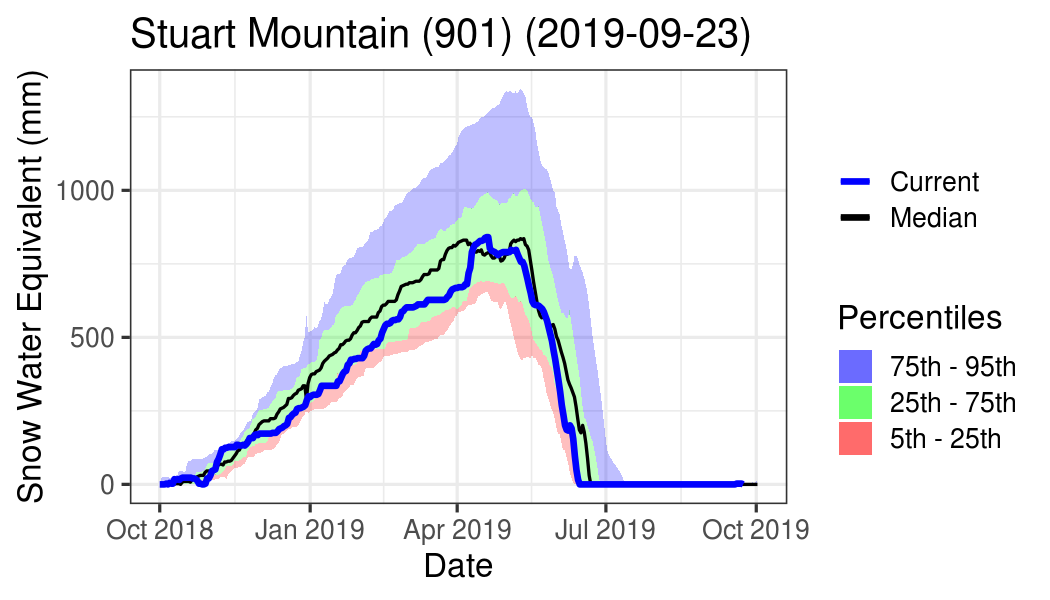 Stuart Mountain (901) (2019-09-23)
Snow Water Equivalent (mm)
1000
500
0
Oct 2018
Jan 2019
Apr 2019
Jul 2019
Oct 2019
Date
Current
Median
Percentiles
75th - 95th
25th - 75th
5th - 25th